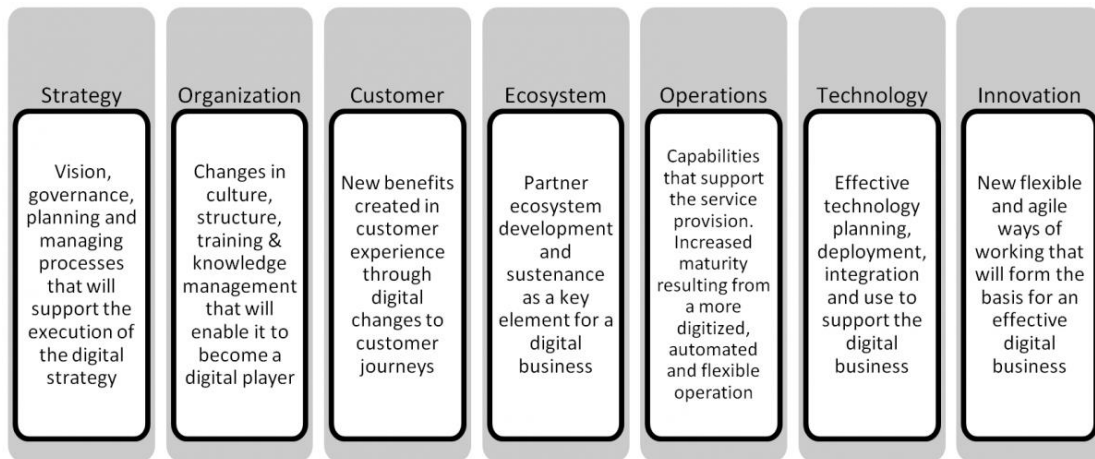 Strategy
Vision,
governance,
planning and
managing
processes
that will
support the
execution of
the digital
strategy
Organization
Changes in
culture,
structure,
training &
knowledge
management
that will
enable it to
become a
digital player
Customer
New benefits
created in
customer
experience
through
digital
changes to
customer
journeys
Ecosystem
Partner
ecosystem
development
and
sustenance
as a key
element for a
digital
business
Operations
Capabilities
that support
the service
provision.
Increased
maturity
resulting from
a more
digitized,
automated
and flexible
operation
Technology
Effective
technology
planning,
deployment,
integration
and use to
support the
digital
business
Innovation
New flexible
and agile
ways of
working that
will form the
basis for an
effective
digital
business